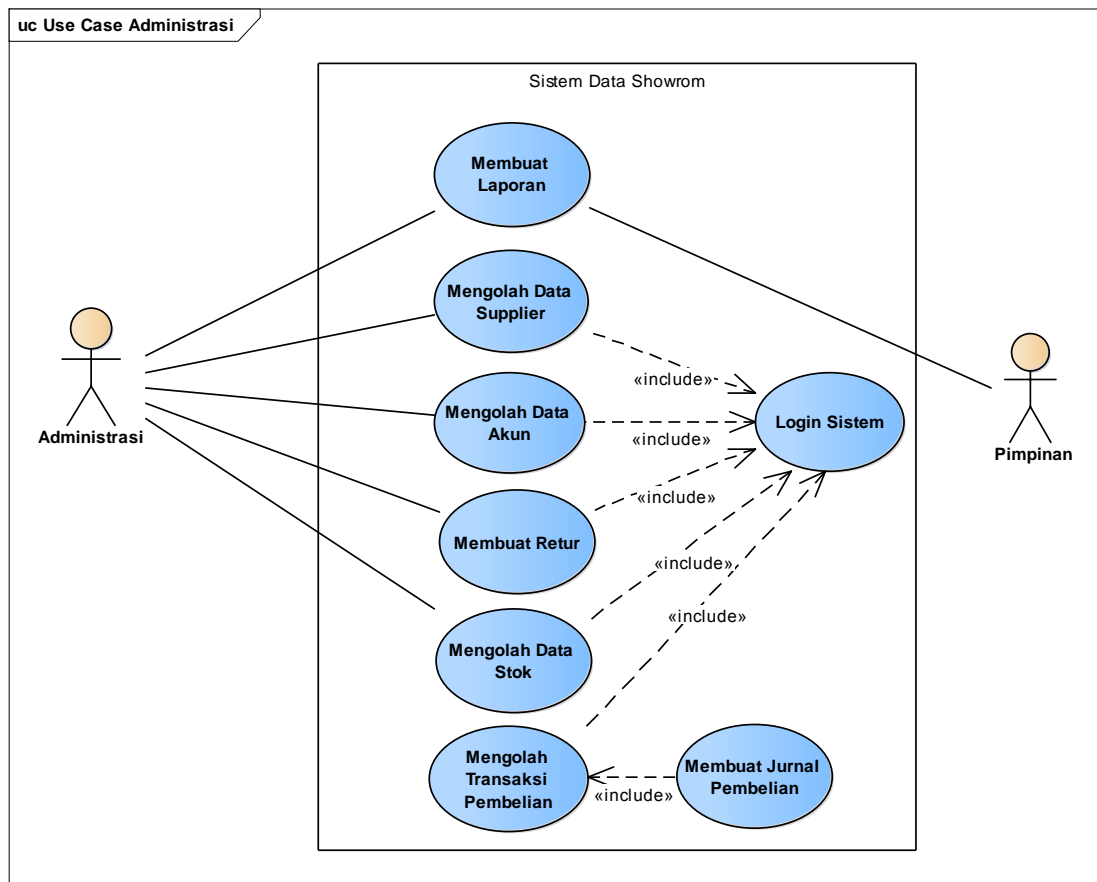 uc Use Case Administrasi
Sistem Data Showrom
Membuat
Laporan
Mengolah Data
Supplier
«include»
Mengolah Data
Akun
«include»
Login Sistem
Administrasi
Pimpinan
«include»
Membuat Retur
«include»
«include»
Mengolah Data
Stok
Mengolah
Transaksi
Pembelian
«include»
Membuat Jurnal
Pembelian